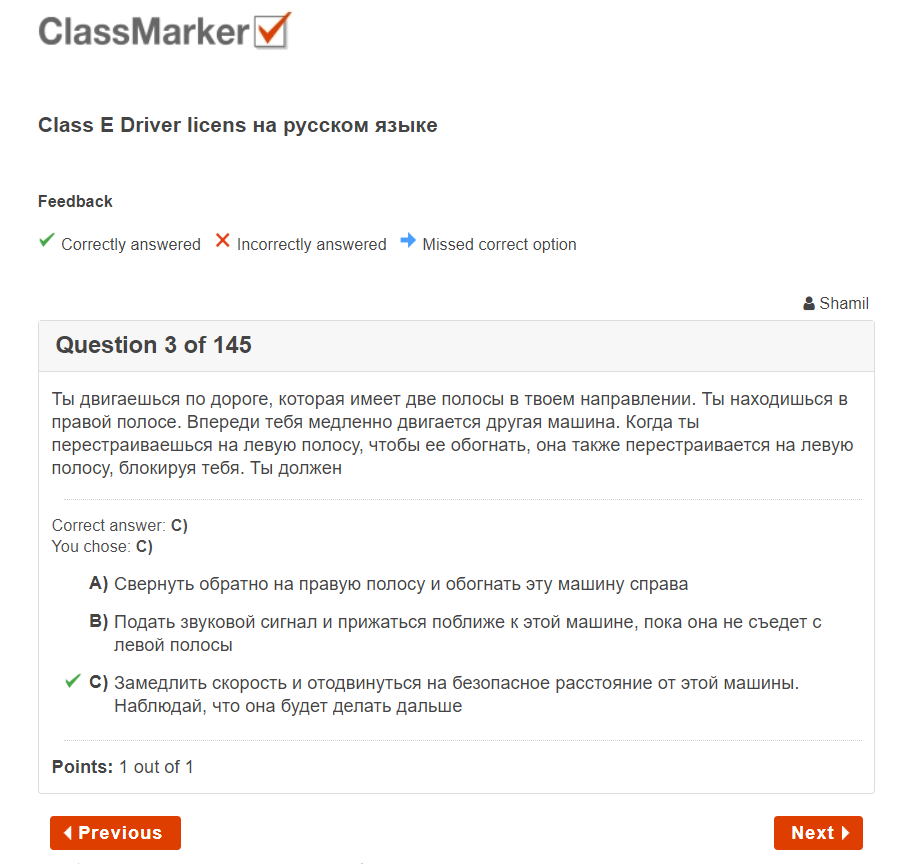 ClassMarker
Class E Driver licens на русском языке
Feedback
Correctly answered Incorrectly answered Missed correct option
Shamil
Question 3 of 145
Ты двигаешься по дороге, которая имеет две полосы в твоем направлении. Ты находишься в
правой полосе. Впереди тебя медленно двигается другая машина. Когда ты
перестраиваешься на левую полосу, чтобы ее обогнать, она также перестраивается на левую
полосу, блокируя тебя. Ты должен
Correct answer: C)
You chose: C)
A) Свернуть обратно на правую полосу и обогнать эту машину справа
B) Подать звуковой сигнал и прижаться поближе к этой машине, пока она не съедет с
левой полосы
C) Замедлить скорость и отодвинуться на безопасное расстояние от этой машины.
Наблюдай, что она будет делать дальше
Points: 1 out of 1
Previous Next